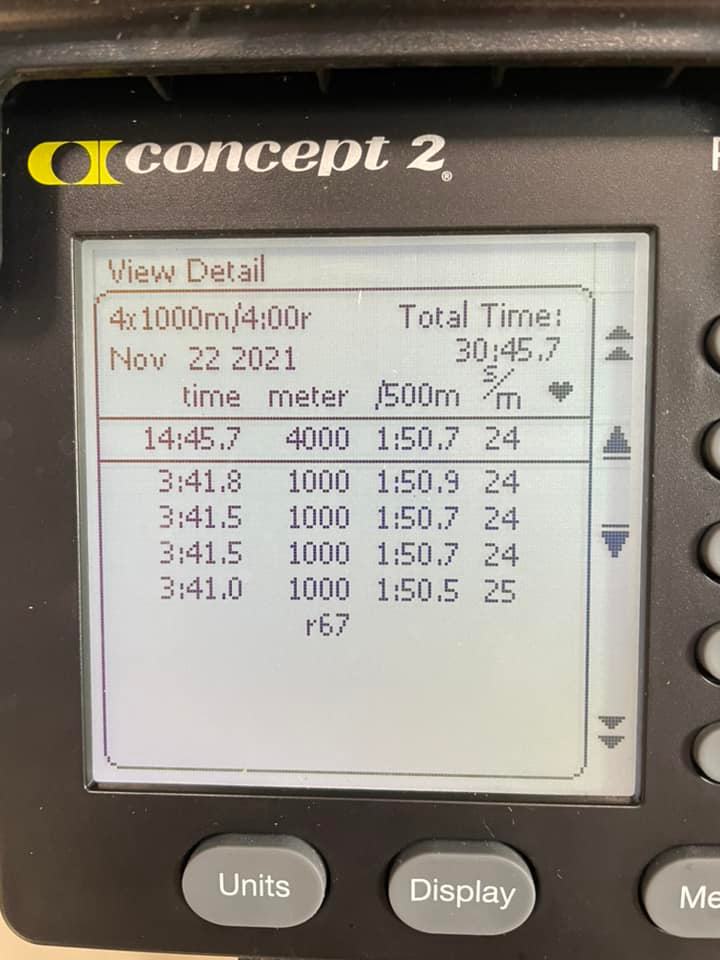 concept 2®
View Detail
4x1000m/4:00r Total Time:
Nov 22 2021 30:45.7
time meter /500m s/m ♥
14:45.7 4000 1:50.7 24
3:41.8 1000 1:50.9 24
3:41.5 1000 1:50.7 24
3:41.5 1000 1:50.7 24
3:41.0 1000 1:50.5 25
r67
Units Display